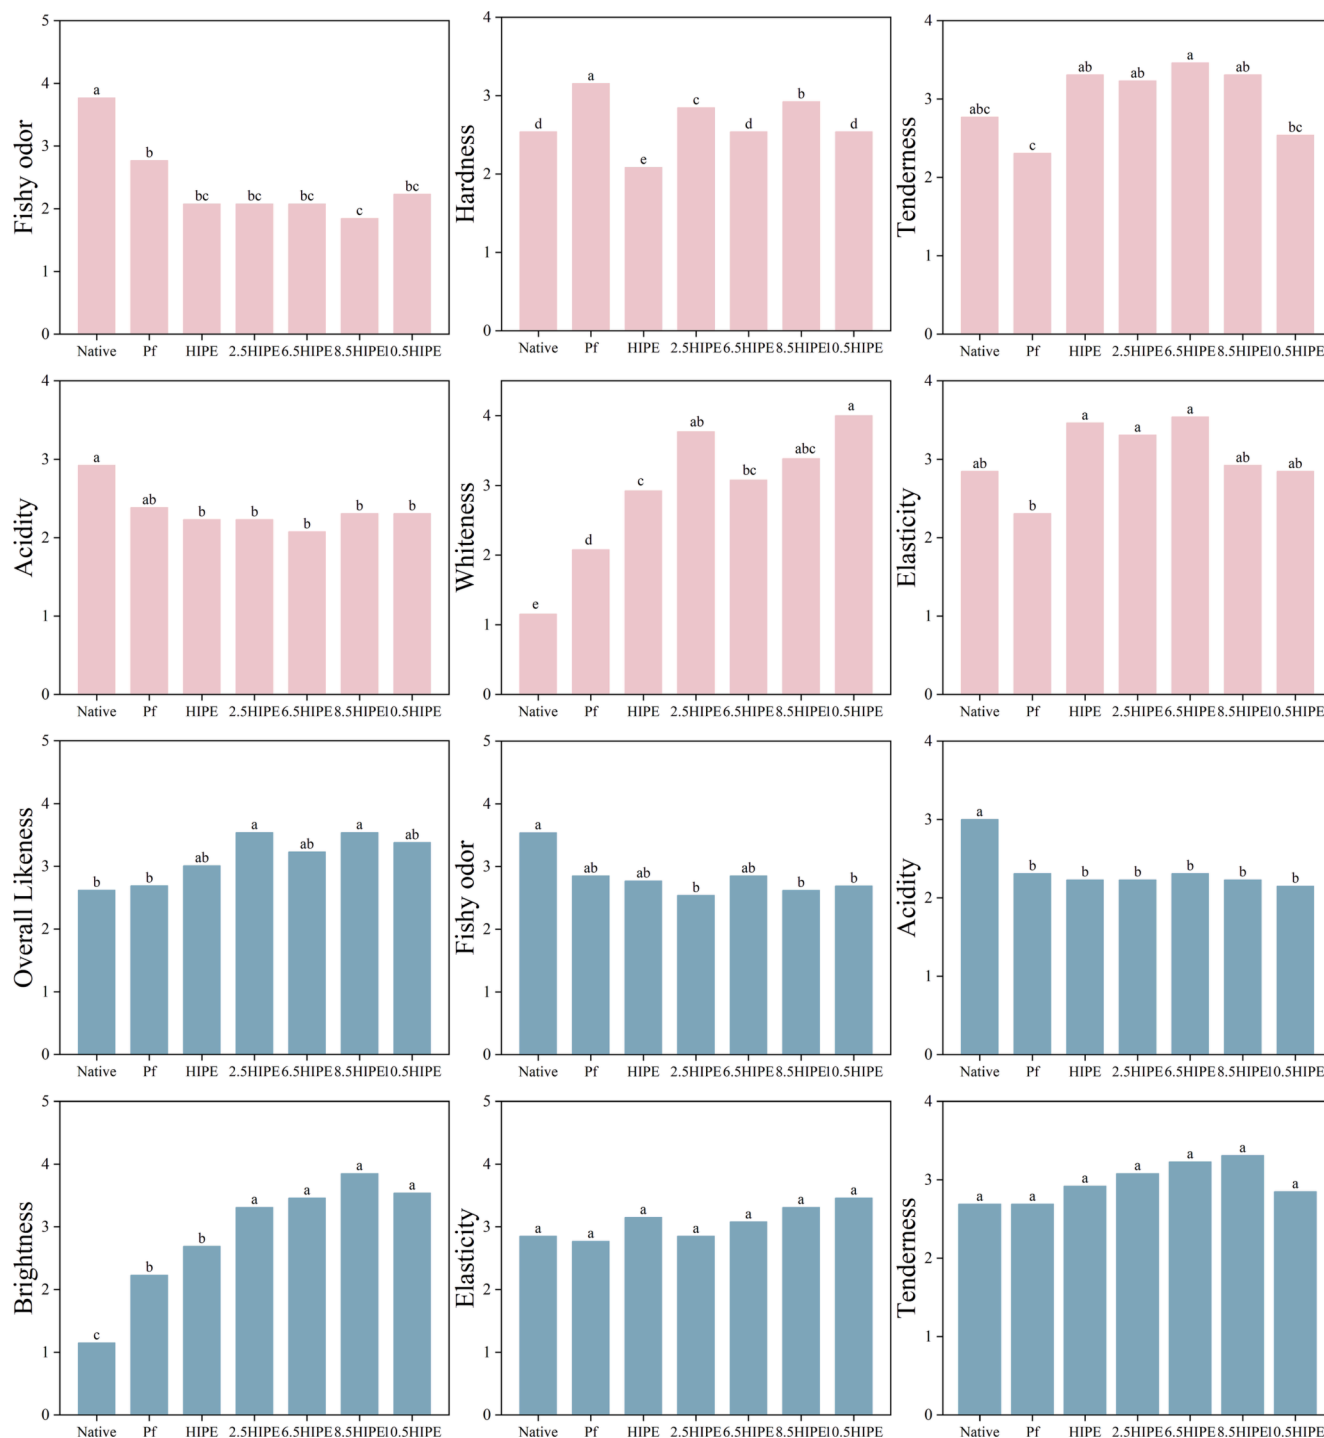 Fishy odor
5
4
3
2
1
0
a
b
bc
bc
bc
c
bc
Native Pf HIPE 2.5HIPE 6.5HIPE 8.5HIPE 10.5HIPE
Hardness
4
3
2
1
0
d
a
e
c
d
b
d
Native Pf HIPE 2.5HIPE 6.5HIPE 8.5HIPE 10.5HIPE
Tenderness
4
3
2
1
0
abc
c
ab
ab
a
ab
bc
Native Pf HIPE 2.5HIPE 6.5HIPE 8.5HIPE 10.5HIPE
Acidity
4
3
2
1
0
a
ab
b
b
b
b
b
Native Pf HIPE 2.5HIPE 6.5HIPE 8.5HIPE 10.5HIPE
Whiteness
4
3
2
1
0
e
d
c
ab
bc
abc
a
Native Pf HIPE 2.5HIPE 6.5HIPE 8.5HIPE 10.5HIPE
Elasticity
4
3
2
1
0
ab
b
a
a
a
ab
ab
Native Pf HIPE 2.5HIPE 6.5HIPE 8.5HIPE 10.5HIPE
Overall Likeness
5
4
3
2
1
0
b
b
ab
a
ab
a
ab
Native Pf HIPE 2.5HIPE 6.5HIPE 8.5HIPE 10.5HIPE
Fishy odor
5
4
3
2
1
0
a
ab
ab
b
ab
b
b
Native Pf HIPE 2.5HIPE 6.5HIPE 8.5HIPE 10.5HIPE
Acidity
4
3
2
1
0
a
b
b
b
b
b
b
Native Pf HIPE 2.5HIPE 6.5HIPE 8.5HIPE 10.5HIPE
Brightness
5
4
3
2
1
0
c
b
b
a
a
a
a
Native Pf HIPE 2.5HIPE 6.5HIPE 8.5HIPE 10.5HIPE
Elasticity
5
4
3
2
1
0
a
a
a
a
a
a
a
Native Pf HIPE 2.5HIPE 6.5HIPE 8.5HIPE 10.5HIPE
Tenderness
4
3
2
1
0
a
a
a
a
a
a
a
Native Pf HIPE 2.5HIPE 6.5HIPE 8.5HIPE 10.5HIPE